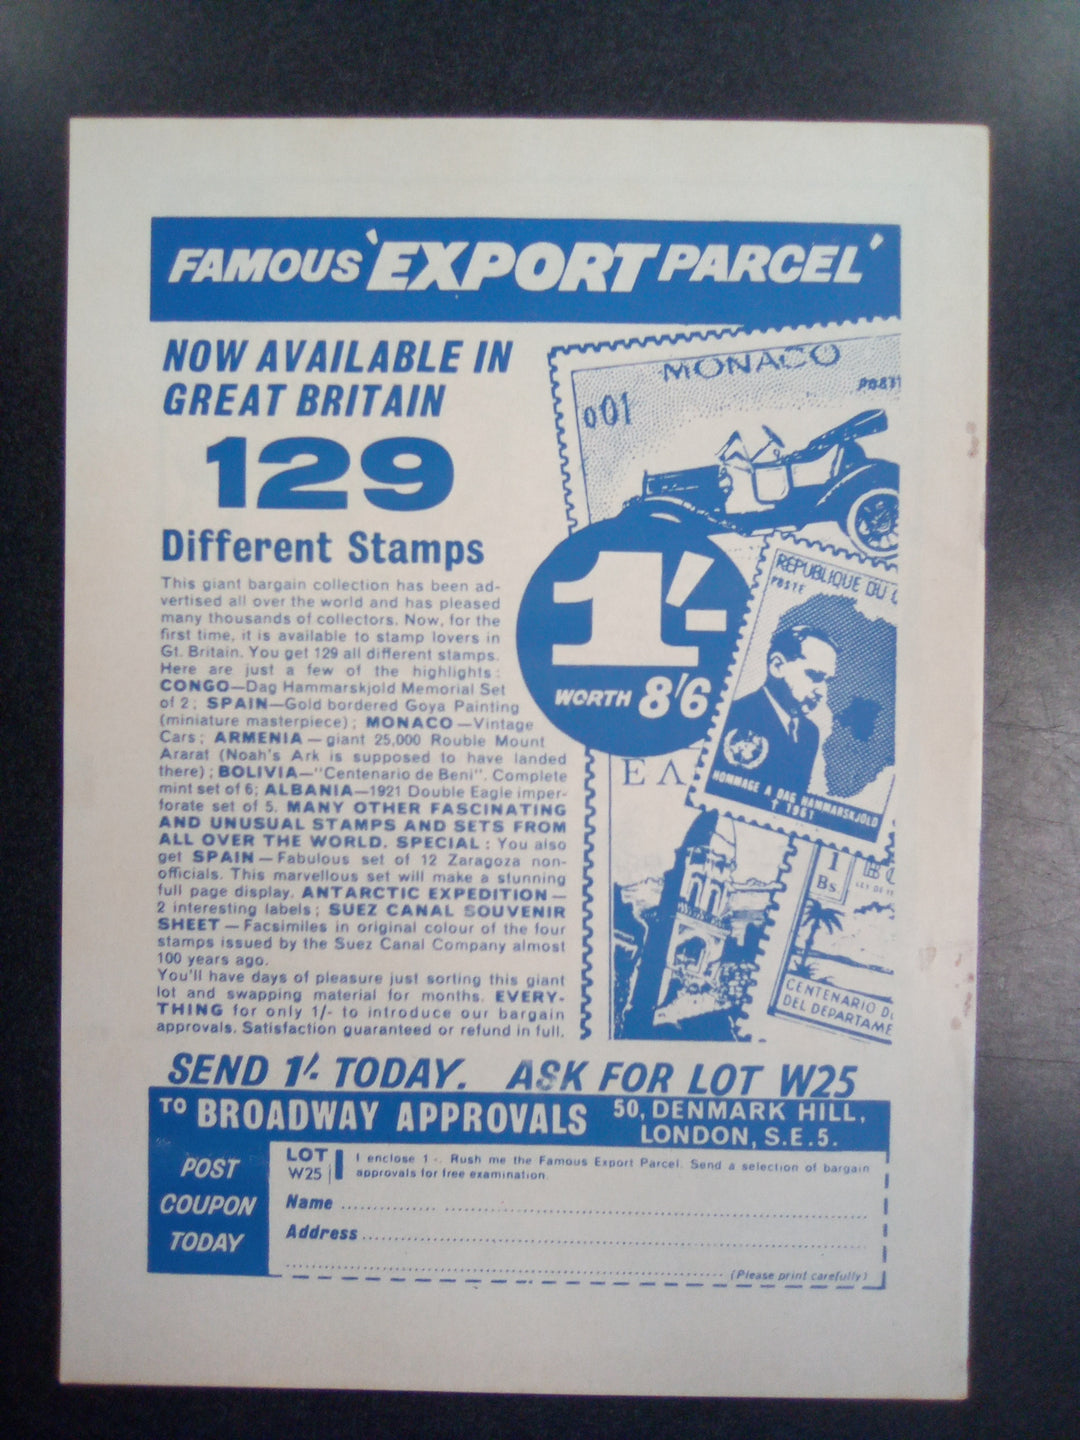 FAMOUS 'EXPORT PARCEL'
NOW AVAILABLE IN
GREAT BRITAIN
129
Different Stamps
This giant bargain collection has been ad-
vertised all over the world and has pleased
many thousands of collectors. Now, for the
first time, it is available to stamp lovers in
Gt. Britain. You get 129 all different stamps.
Here are just a few of the highlights:
CONGO—Dag Hammarskjold Memorial Set
of 2; SPAIN—Gold bordered Goya Painting
(miniature masterpiece); MONACO—Vintage
Cars; ARMENIA—giant 25,000 Rouble Mount
Ararat (Noah's Ark is supposed to have landed
there); BOLIVIA—"Centenario de Beni". Complete
mint set of 6; ALBANIA—1921 Double Eagle imper-
forate set of 5. MANY OTHER FASCINATING
AND UNUSUAL STAMPS AND SETS FROM
ALL OVER THE WORLD. SPECIAL: You also
get SPAIN—Fabulous set of 12 Zaragoza non-
officials. This marvellous set will make a stunning
full page display. ANTARCTIC EXPEDITION—
2 interesting labels; SUEZ CANAL SOUVENIR
SHEET—Facsimiles in original colour of the four
stamps issued by the Suez Canal Company almost
100 years ago.
You'll have days of pleasure just sorting this giant
lot and swapping material for months. EVERY-
THING for only 1/- to introduce our bargain
approvals. Satisfaction guaranteed or refund in full.
MONACO
POST
0.01
1/-
WORTH 8/6
REPUBLIQUE DU C
POSTE
HOMMAGE A DAG HAMMARSKJOLD
† 1961
ΕΛ
1
Bs.
BO
LEY DE
CENTENARIO DE
DEL DEPARTAME
SEND 1/- TODAY. ASK FOR LOT W25
TO BROADWAY APPROVALS
50, DENMARK HILL,
LONDON, S.E.5.
POST
COUPON
TODAY
LOT
W25
I enclose 1 -. Rush me the Famous Export Parcel. Send a selection of bargain
approvals for free examination.
Name
Address
(Please print carefully)